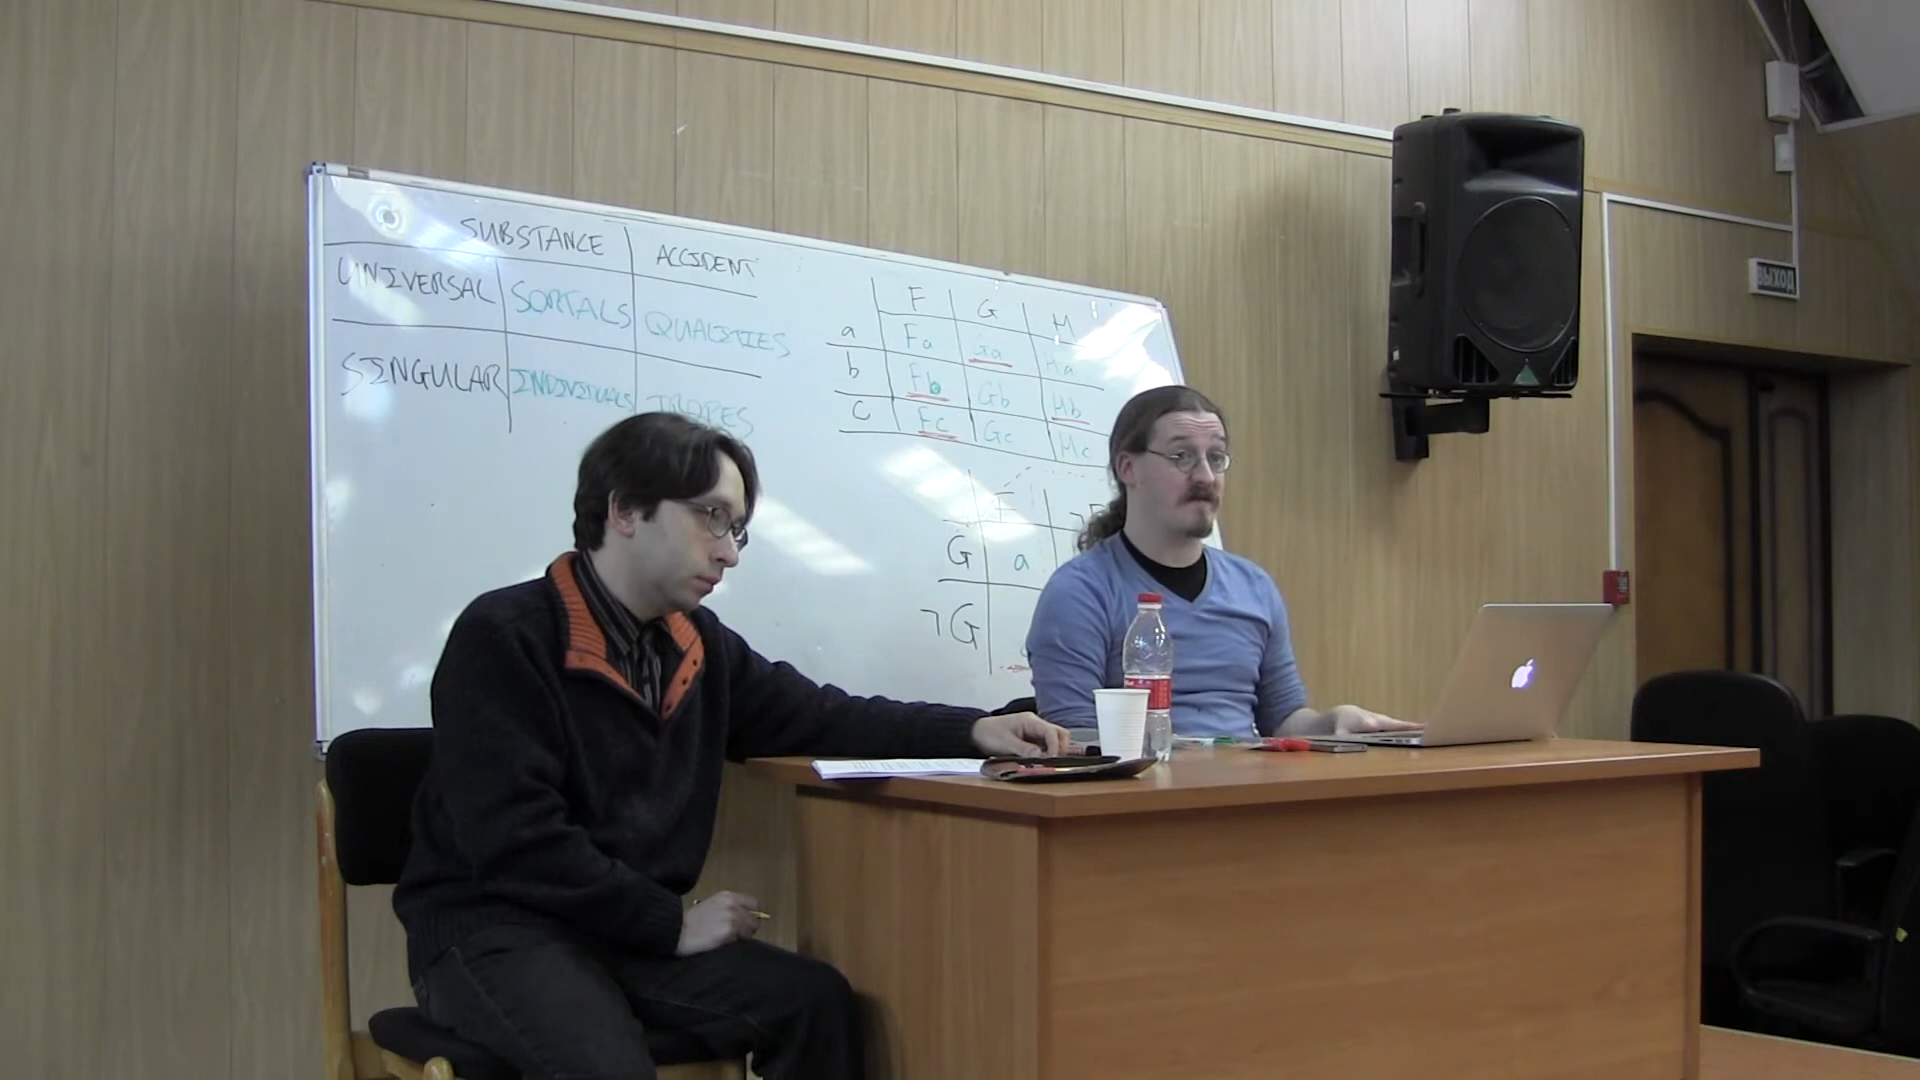 SUBSTANCE ACCIDENT
UNIVERSAL SORTALS QUALITIES
SINGULAR INDIVIDUALS TROPES
F G H
a Fa Ga Ha
b Fb Gb Hb
c Fc Gc Hc
F ¬F
G a
¬G
ВЫХОД